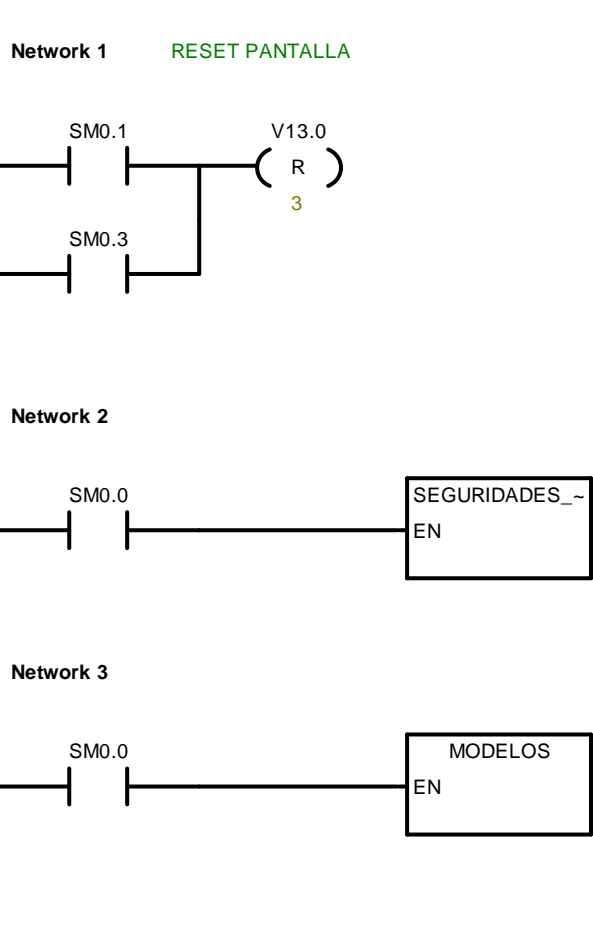 Network 1 RESET PANTALLA
SM0.1 V13.0
R
3
SM0.3
Network 2
SM0.0 SEGURIDADES_~
EN
Network 3
SM0.0 MODELOS
EN